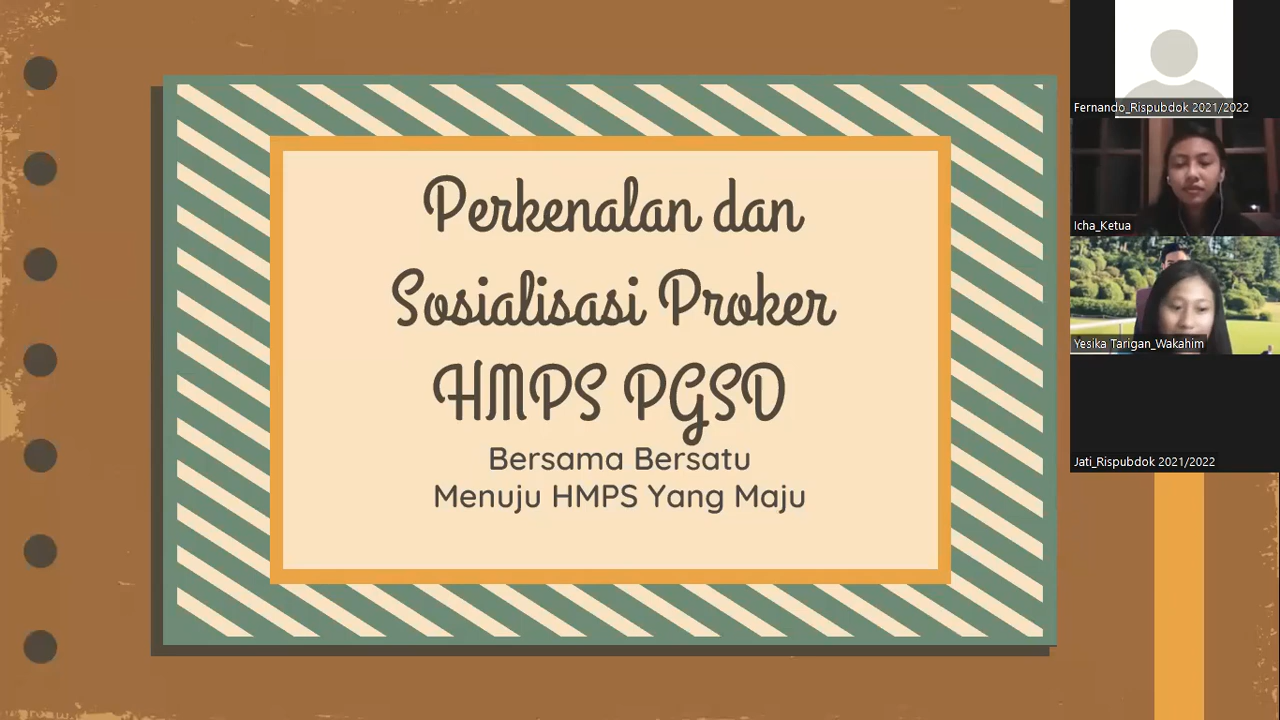 Perkenalan dan
Sosialisasi Proker
HMPS PGSD
Bersama Bersatu
Menuju HMPS Yang Maju
Fernando_Rispubdok 2021/2022
Icha_Ketua
Yesika Tarigan_Wakahim
Jati_Rispubdok 2021/2022